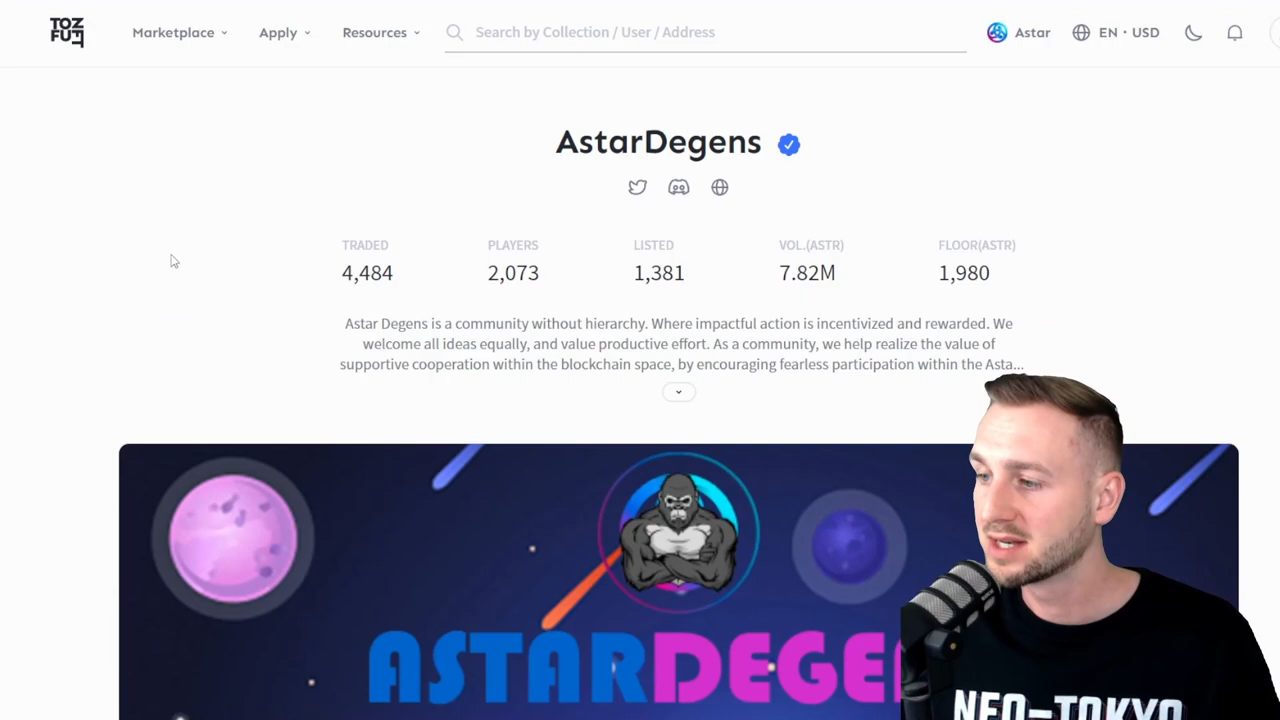 TOZ
FUT
Marketplace
Apply
Resources
Search by Collection / User / Address
Astar
EN · USD
AstarDegens
TRADED
PLAYERS
LISTED
VOL.(ASTR)
FLOOR(ASTR)
4,484
2,073
1,381
7.82M
1,980
Astar Degens is a community without hierarchy. Where impactful action is incentivized and rewarded. We
welcome all ideas equally, and value productive effort. As a community, we help realize the value of
supportive cooperation within the blockchain space, by encouraging fearless participation within the Asta...
ASTARDEGE
NEO-TOKYO